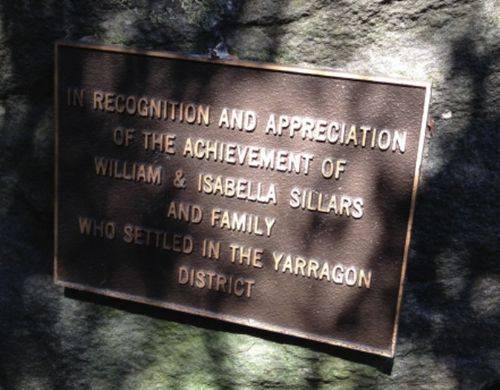 IN RECOGNITION AND APPRECIATION
OF THE ACHIEVEMENT OF
WILLIAM & ISABELLA SILLARS
AND FAMILY
WHO SETTLED IN THE YARRAGON
DISTRICT